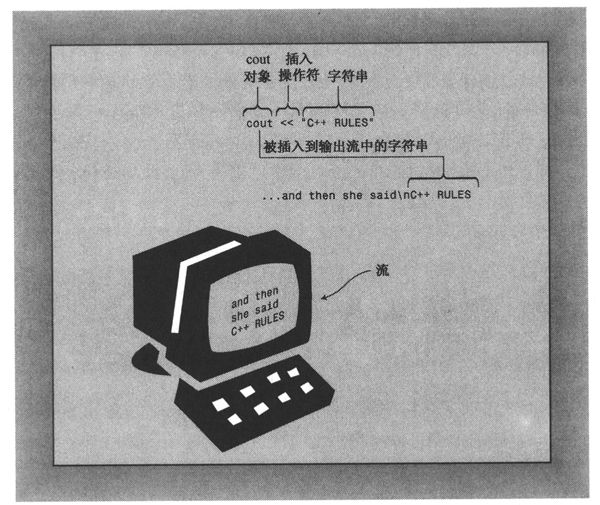 cout 插入
对象 操作符 字符串
cout << "C++ RULES"
被插入到输出流中的字符串
...and then she said\nC++ RULES
流
and then
she said
C++ RULES